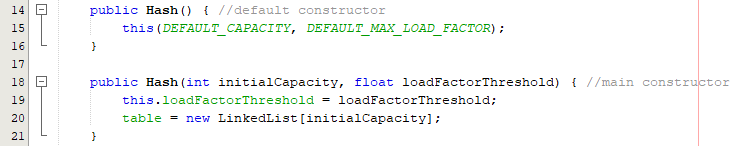 14 public Hash() { //default constructor
15 this(DEFAULT_CAPACITY, DEFAULT_MAX_LOAD_FACTOR);
16 }
17
18 public Hash(int initialCapacity, float loadFactorThreshold) { //main constructor
19 this.loadFactorThreshold = loadFactorThreshold;
20 table = new LinkedList[initialCapacity];
21 }